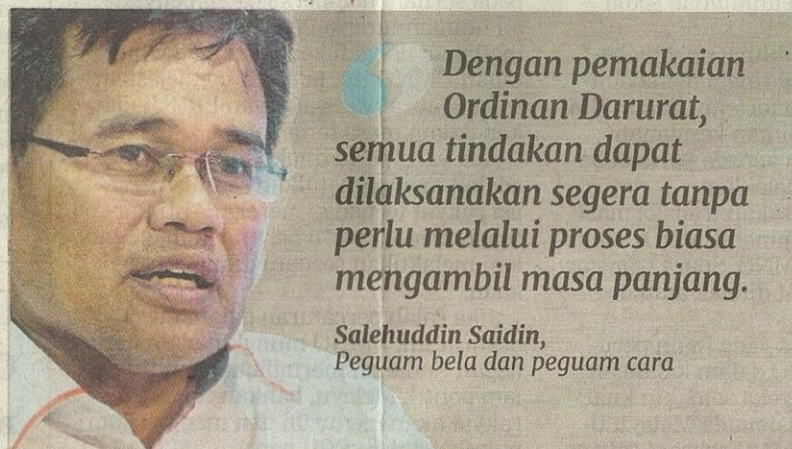 Dengan pemakaian
Ordinan Darurat,
semua tindakan dapat
dilaksanakan segera tanpa
perlu melalui proses biasa
mengambil masa panjang.
Salehuddin Saidin,
Peguam bela dan peguam cara